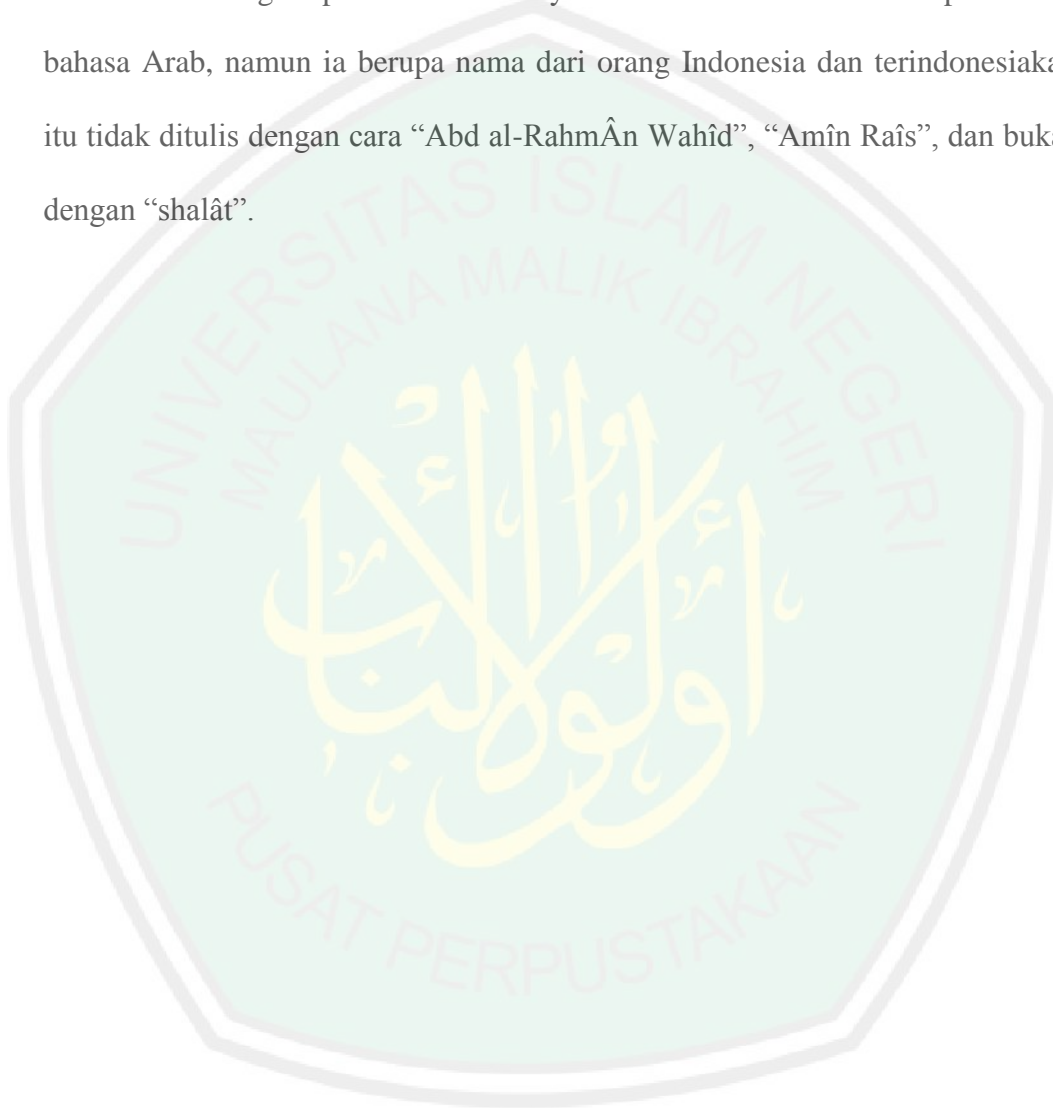 bahasa Arab, namun ia berupa nama dari orang Indonesia dan terindonesiaka
itu tidak ditulis dengan cara “Abd al-RahmÂn Wahîd”, “Amîn Raîs”, dan buka
dengan “shalât”.
UNIVERSITAS ISLAM NEGERI
MAULANA MALIK IBRAHIM
PUSAT PERPUSTAKAAN